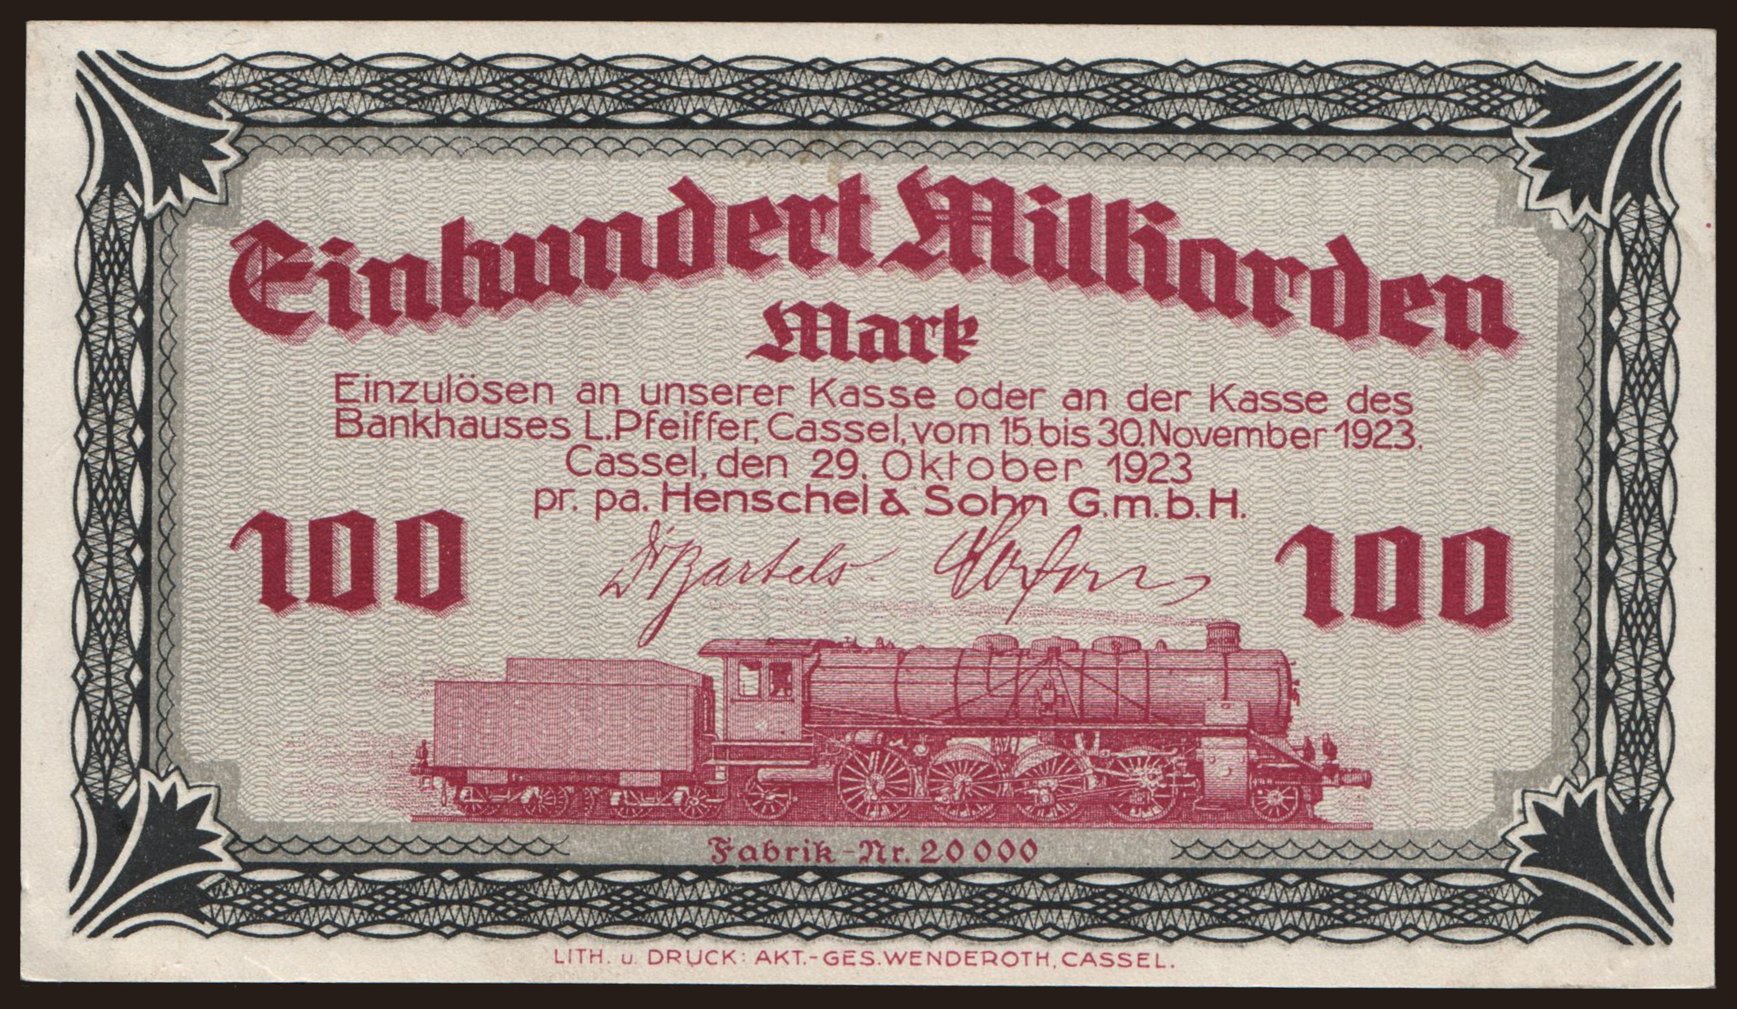 Einhundert Milliarden
Mark
Einzulösen an unserer Kasse oder an der Kasse des
Bankhauses L.Pfeiffer, Cassel, vom 15 bis 30. November 1923.
Cassel, den 29. Oktober 1923
pr. pa. Henschel & Sohn G.m.b.H.
100 100
Dr Bartels
Fabrik-Nr. 20000
LITH. u. DRUCK: AKT.-GES. WENDEROTH, CASSEL.